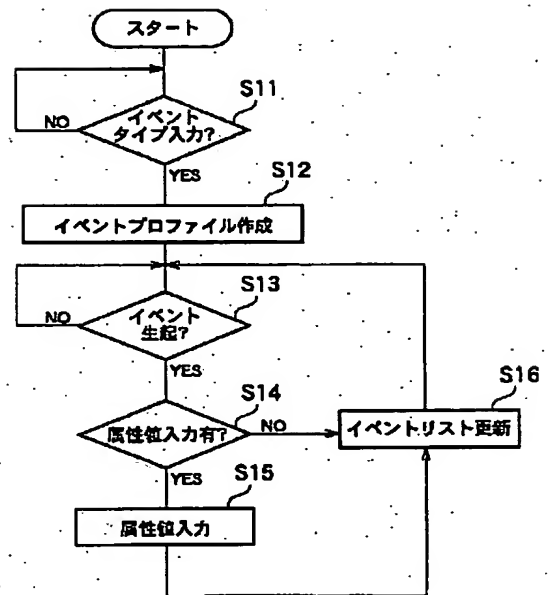 スタート
S11
イベント
タイプ入力?
NO
YES
S12
イベントプロファイル作成
S13
イベント
生起?
NO
YES
S14
属性値入力有?
NO
S16
イベントリスト更新
YES
S15
属性値入力